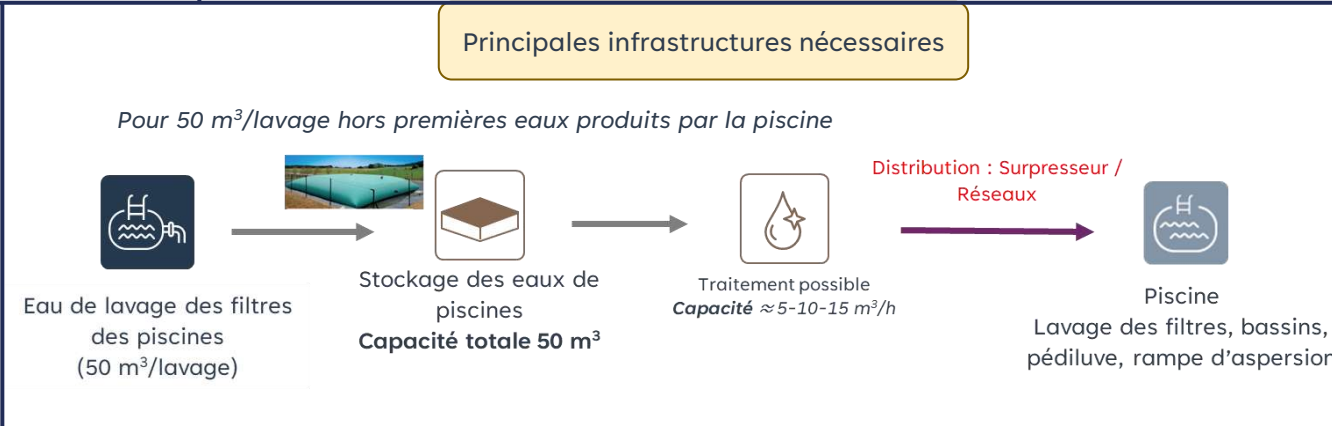 Principales infrastructures nécessaires
Pour 50 m³/lavage hors premières eaux produits par la piscine
Distribution : Surpresseur /
Réseaux
Eau de lavage des filtres
des piscines
(50 m³/lavage)
Stockage des eaux de
piscines
Capacité totale 50 m³
Traitement possible
Capacité ≈ 5-10-15 m³/h
Piscine
Lavage des filtres, bassins,
pédiluve, rampe d’aspersion